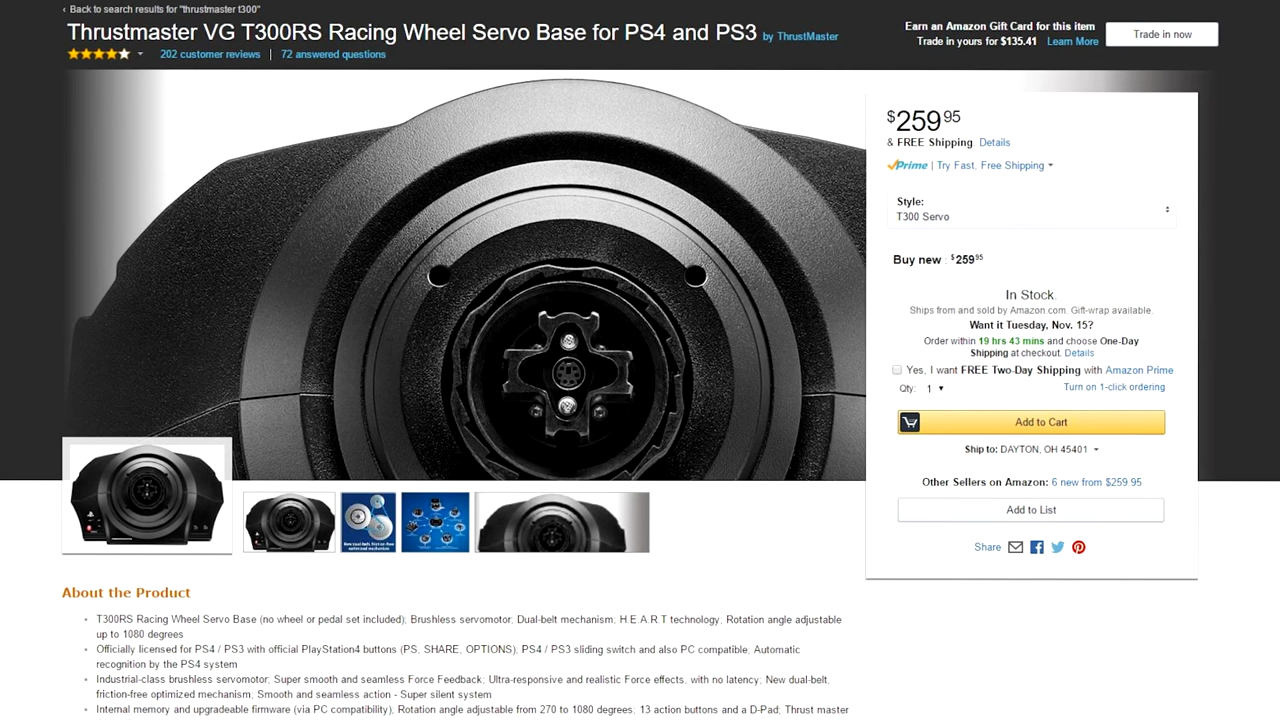 ‹ Back to search results for "thrustmaster t300"
Thrustmaster VG T300RS Racing Wheel Servo Base for PS4 and PS3 by ThrustMaster
202 customer reviews | 72 answered questions
Earn an Amazon Gift Card for this item
Trade in yours for $135.41 Learn More
Trade in now
$259 95
& FREE Shipping. Details
Prime | Try Fast, Free Shipping
Style:
T300 Servo
Buy new : $259 95
In Stock.
Ships from and sold by Amazon.com. Gift-wrap available.
Want it Tuesday, Nov. 15?
Order within 19 hrs 43 mins and choose One-Day
Shipping at checkout. Details
Yes, I want FREE Two-Day Shipping with Amazon Prime
Qty: 1
Turn on 1-click ordering
Add to Cart
Ship to: DAYTON, OH 45401
Other Sellers on Amazon: 6 new from $259.95
Add to List
Share
About the Product
• T300RS Racing Wheel Servo Base (no wheel or pedal set included); Brushless servomotor; Dual-belt mechanism; H.E.A.R.T technology; Rotation angle adjustable
up to 1080 degrees
• Officially licensed for PS4 / PS3 with official PlayStation4 buttons (PS, SHARE, OPTIONS); PS4 / PS3 sliding switch and also PC compatible; Automatic
recognition by the PS4 system
• Industrial-class brushless servomotor; Super smooth and seamless Force Feedback; Ultra-responsive and realistic Force effects, with no latency; New dual-belt,
friction-free optimized mechanism; Smooth and seamless action - Super silent system
• Internal memory and upgradeable firmware (via PC compatibility), Rotation angle adjustable from 270 to 1080 degrees, 13 action buttons and a D-Pad; Thrust master